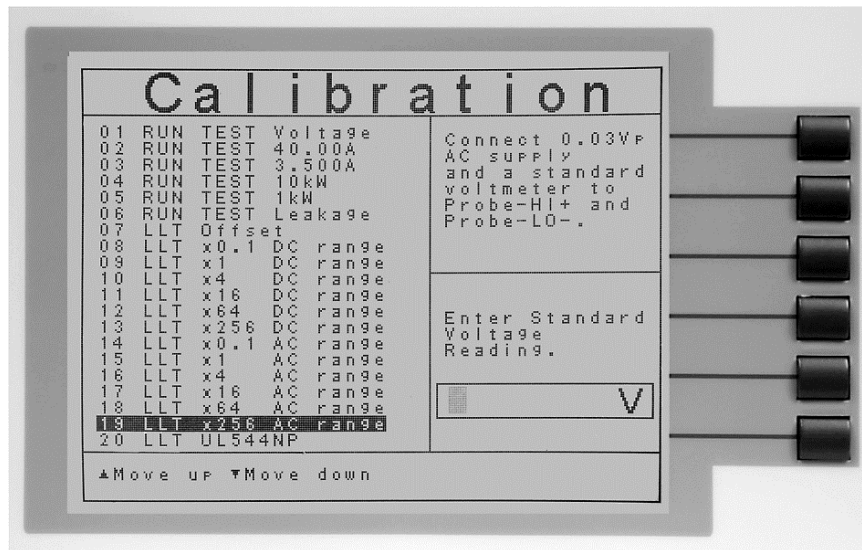 Calibration
01 RUN TEST Voltage
02 RUN TEST 40.00A
03 RUN TEST 3.500A
04 RUN TEST 10kW
05 RUN TEST 1kW
06 RUN TEST Leakage
07 LLT Offset
08 LLT x0.1 DC range
09 LLT x1 DC range
10 LLT x4 DC range
11 LLT x16 DC range
12 LLT x64 DC range
13 LLT x256 DC range
14 LLT x0.1 AC range
15 LLT x1 AC range
16 LLT x4 AC range
17 LLT x16 AC range
18 LLT x64 AC range
19 LLT x256 AC range
20 LLT UL544NP
Connect 0.03Vp
AC supply
and a standard
voltmeter to
Probe-HI+ and
Probe-LO-.
Enter Standard
Voltage
Reading.
V
▲Move up ▼Move down